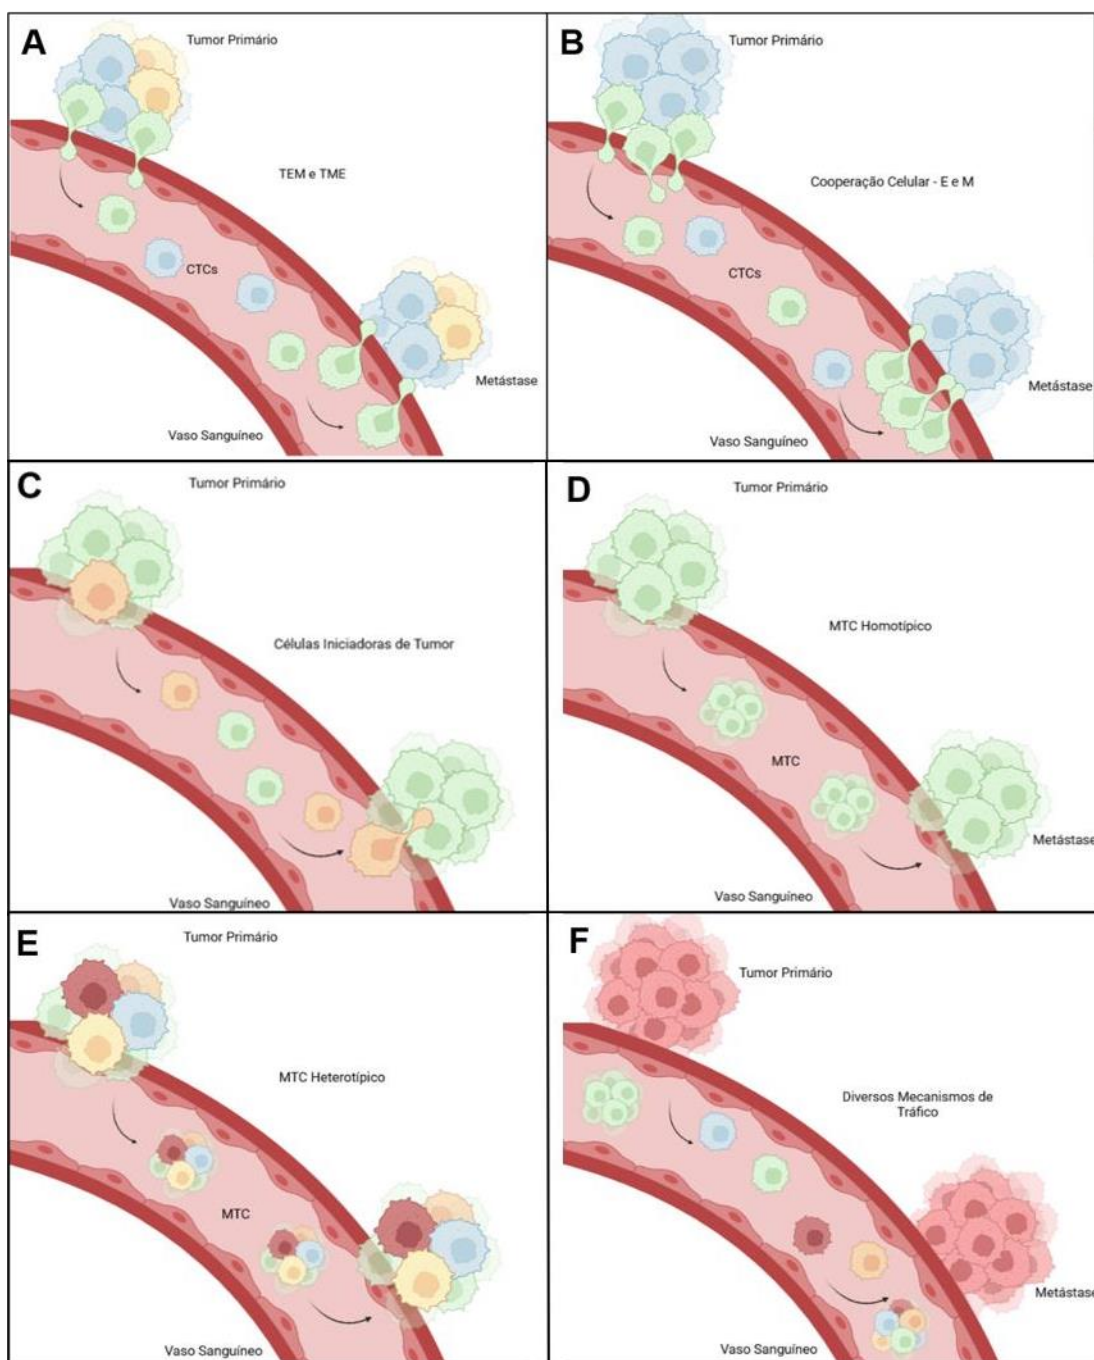 A
Tumor Primário
TEM e TME
CTCs
Metástase
Vaso Sanguíneo
B
Tumor Primário
Cooperação Celular - E e M
CTCs
Metástase
Vaso Sanguíneo
C
Tumor Primário
Células Iniciadoras de Tumor
Vaso Sanguíneo
D
Tumor Primário
MTC Homotípico
MTC
Metástase
Vaso Sanguíneo
E
Tumor Primário
MTC Heterotípico
MTC
Vaso Sanguíneo
F
Tumor Primário
Diversos Mecanismos de
Tráfico
Metástase
Vaso Sanguíneo